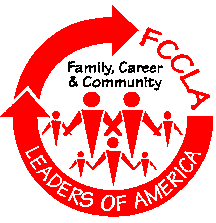 FCCLA
Family, Career
& Community
LEADERS OF AMERICA